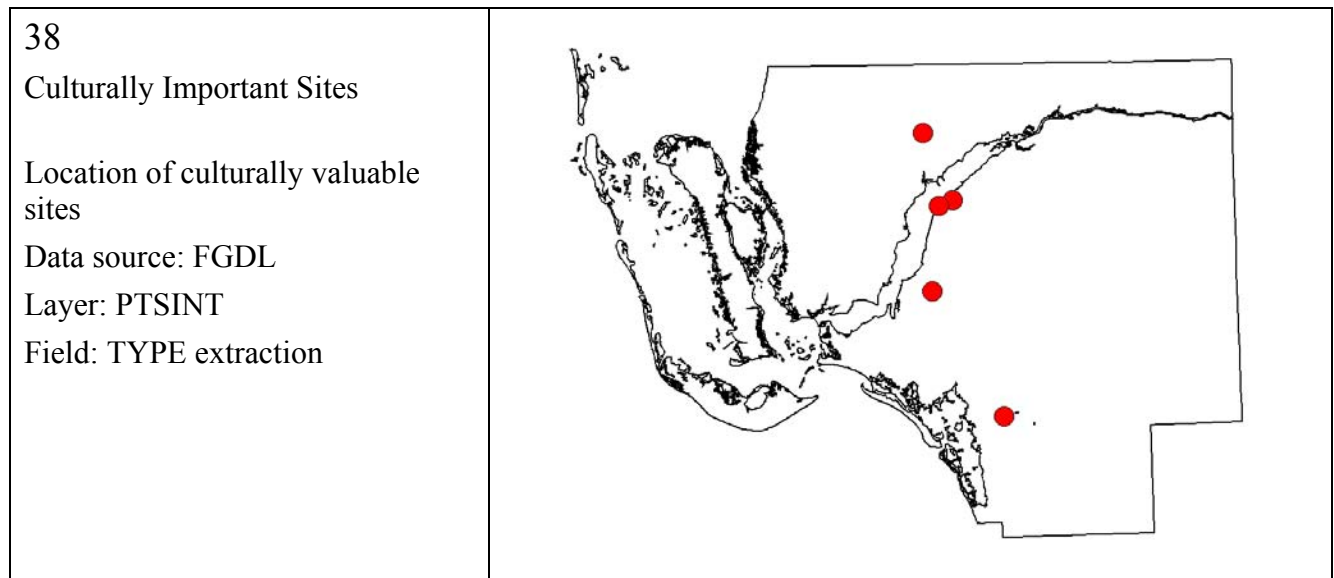 38
Culturally Important Sites
Location of culturally valuable
sites
Data source: FGDL
Layer: PTSINT
Field: TYPE extraction